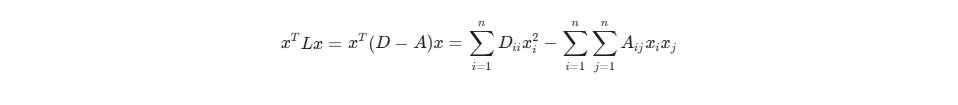 $x^T L x = x^T (D - A) x = \sum_{i=1}^{n} D_{ii} x_i^2 - \sum_{i=1}^{n} \sum_{j=1}^{n} A_{ij} x_i x_j$